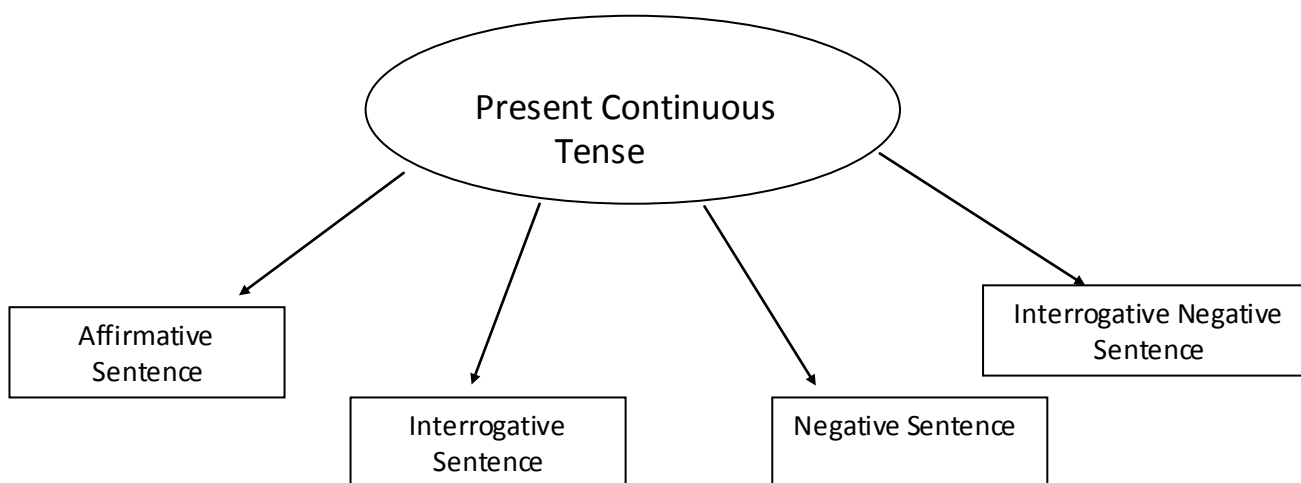 Present Continuous
Tense
Affirmative
Sentence
Interrogative
Sentence
Negative Sentence
Interrogative Negative
Sentence